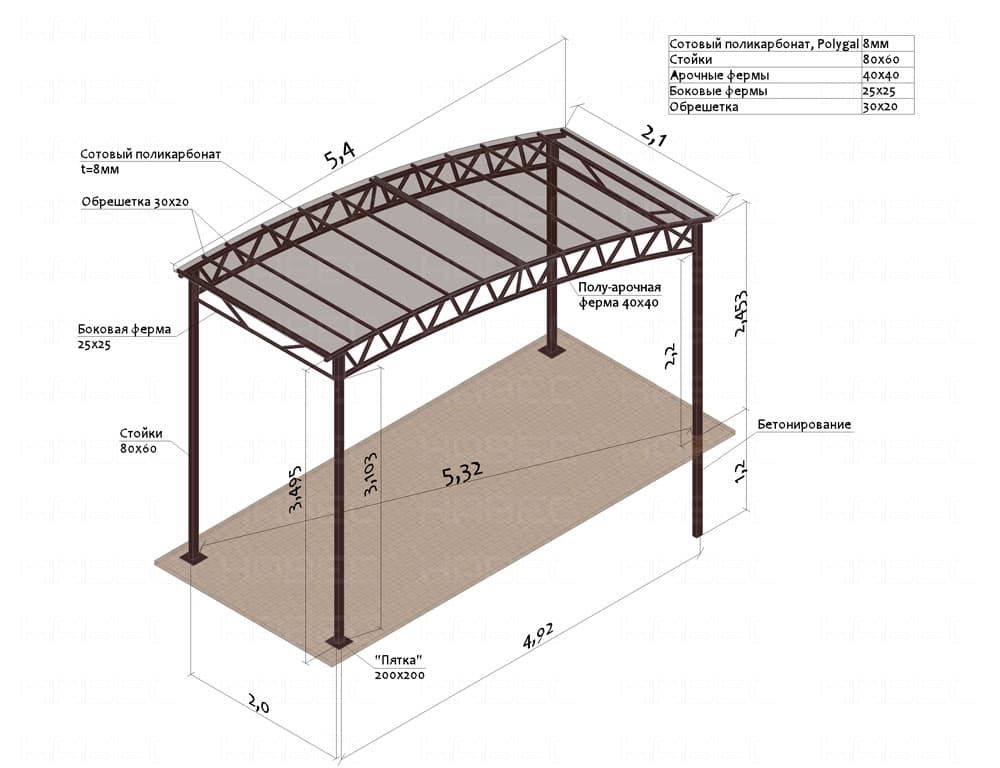 Сотовый поликарбонат, Polygal 8мм
Стойки 80х60
Арочные фермы 40х40
Боковые фермы 25х25
Обрешетка 30х20
5,4
2,1
Сотовый поликарбонат
t=8мм
Обрешетка 30х20
Полу-арочная
ферма 40х40
2,453
Боковая ферма
25х25
2,2
Бетонирование
Стойки
80х60
5,32
3,495
3,103
1,2
4,92
"Пятка"
200х200
2,0